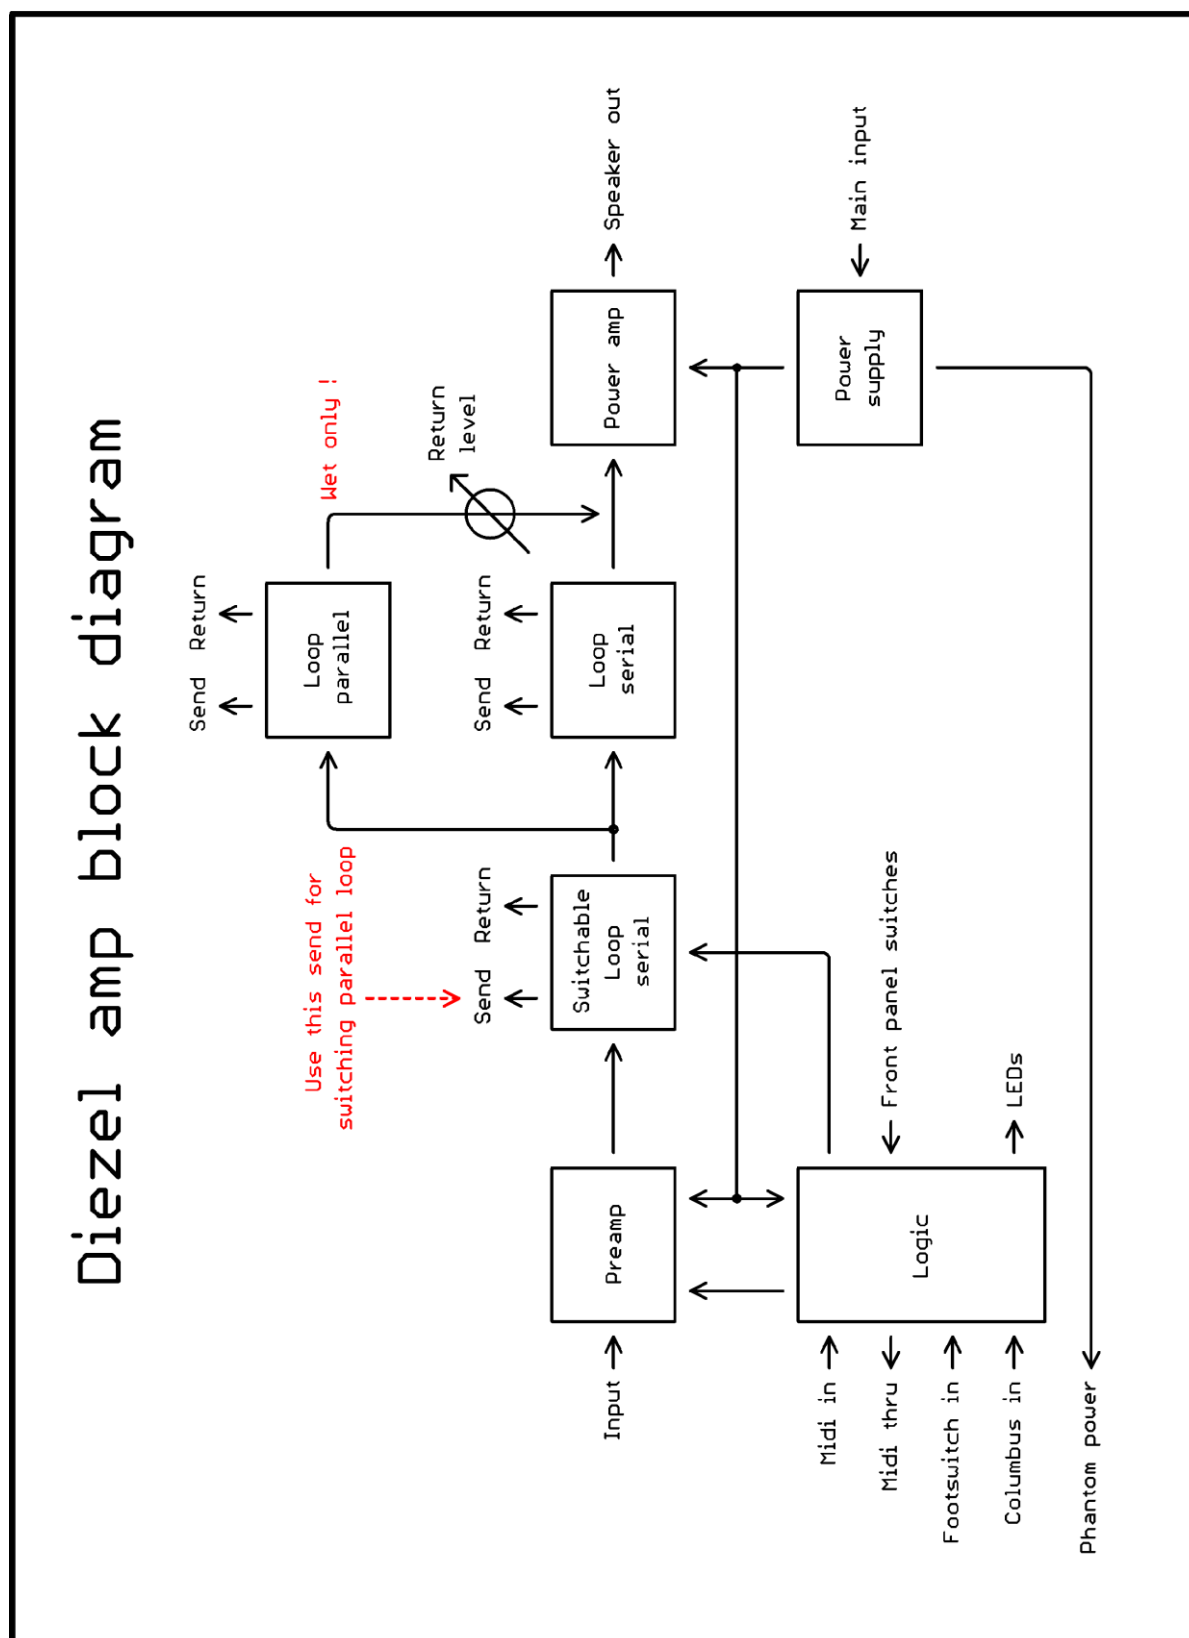 Diezel amp block diagram
Use this send for
switching parallel loop
Wet only !
Send
Return
Loop
parallel
Return
level
Send
Return
Send
Return
Input
Preamp
Switchable
Loop
serial
Loop
serial
Power amp
Speaker out
Midi in
Midi thru
Footswitch in
Columbus in
Logic
Front panel switches
LEDs
Power
supply
Main input
Phantom power